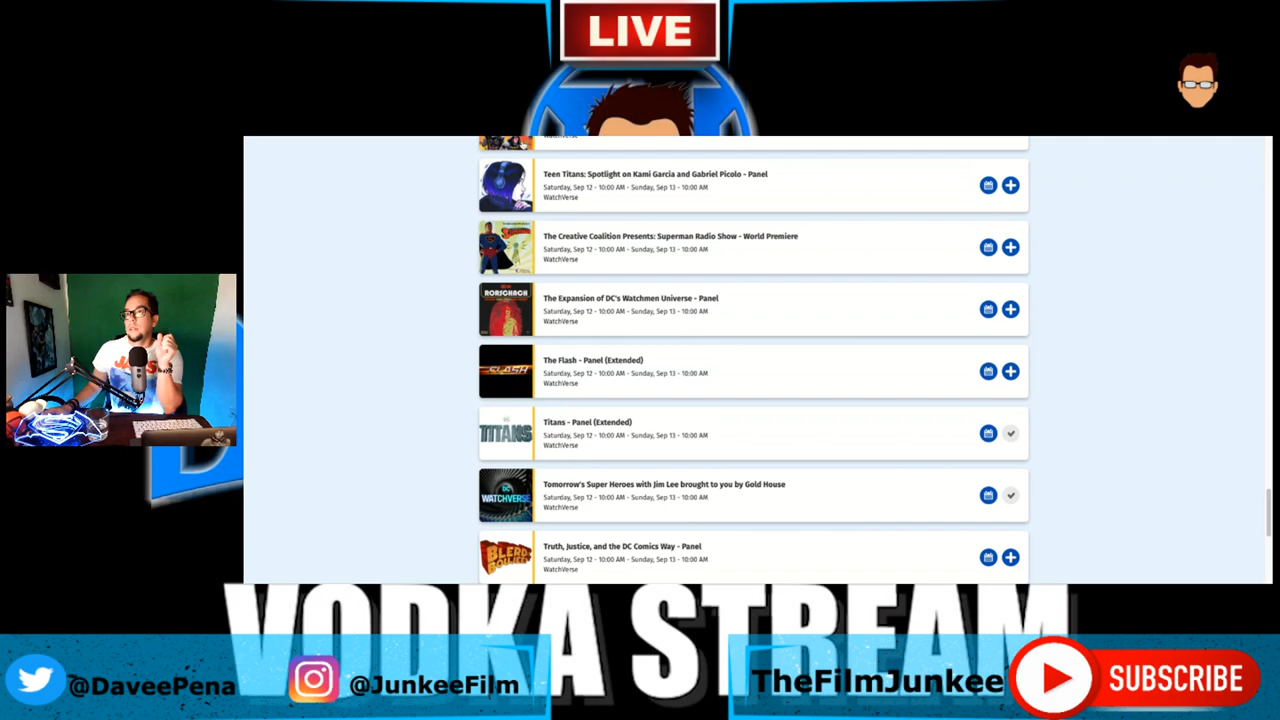 LIVE
WatchVerse
Teen Titans: Spotlight on Kami Garcia and Gabriel Picolo - Panel
Saturday, Sep 12 - 10:00 AM - Sunday, Sep 13 - 10:00 AM
WatchVerse
The Creative Coalition Presents: Superman Radio Show - World Premiere
Saturday, Sep 12 - 10:00 AM - Sunday, Sep 13 - 10:00 AM
WatchVerse
RORSCHACH
The Expansion of DC's Watchmen Universe - Panel
Saturday, Sep 12 - 10:00 AM - Sunday, Sep 13 - 10:00 AM
WatchVerse
FLASH
The Flash - Panel (Extended)
Saturday, Sep 12 - 10:00 AM - Sunday, Sep 13 - 10:00 AM
WatchVerse
TITANS
Titans - Panel (Extended)
Saturday, Sep 12 - 10:00 AM - Sunday, Sep 13 - 10:00 AM
WatchVerse
DC
WATCHVERSE
Tomorrow's Super Heroes with Jim Lee brought to you by Gold House
Saturday, Sep 12 - 10:00 AM - Sunday, Sep 13 - 10:00 AM
WatchVerse
BLERD
BOUJEE
Truth, Justice, and the DC Comics Way - Panel
Saturday, Sep 12 - 10:00 AM - Sunday, Sep 13 - 10:00 AM
WatchVerse
VODKA STREAM
@DaveePena
@JunkeeFilm
TheFilmJunkee
SUBSCRIBE